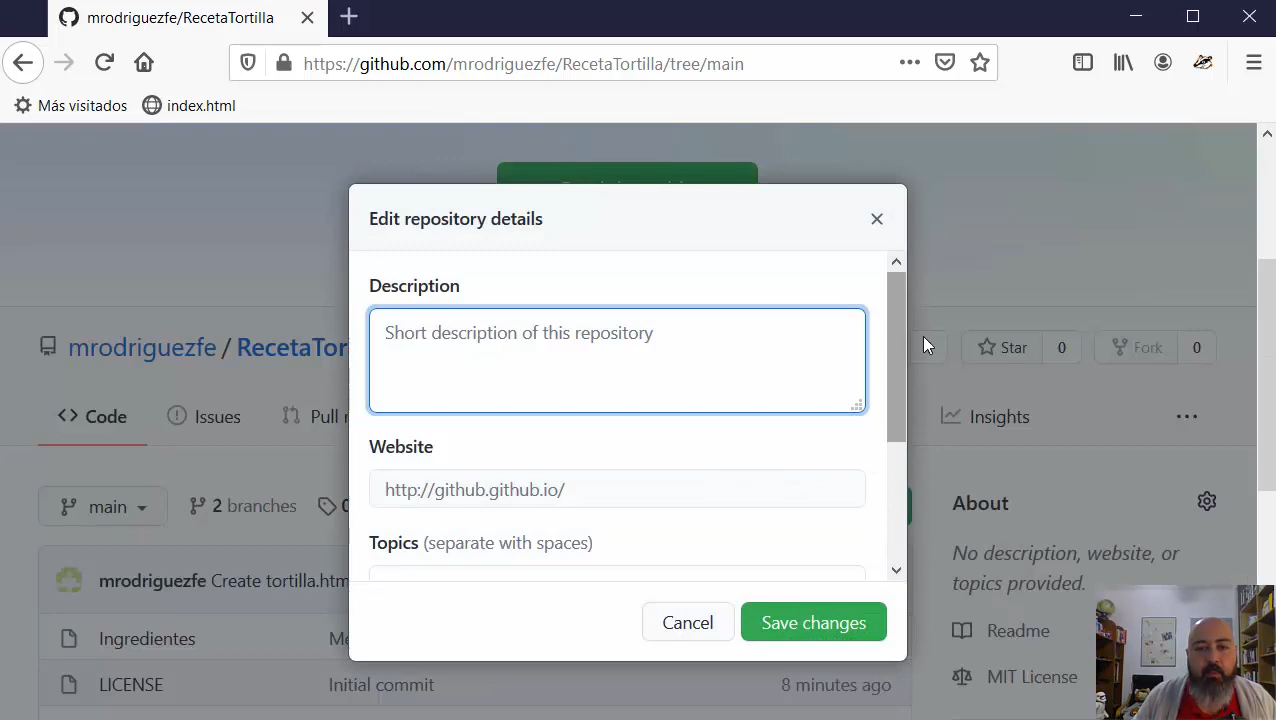 mrodriguezfe/RecetaTortilla
https://github.com/mrodriguezfe/RecetaTortilla/tree/main
Más visitados
index.html
Edit repository details
Description
Short description of this repository
mrodriguezfe / RecetaTor
Star 0
Fork 0
Code
Issues
Pull r
Insights
Website
http://github.github.io/
main
2 branches
0
About
Topics (separate with spaces)
No description, website, or
topics provided.
mrodriguezfe Create tortilla.htm
Cancel
Save changes
Readme
Ingredientes
Me
LICENSE
Initial commit
8 minutes ago
MIT License